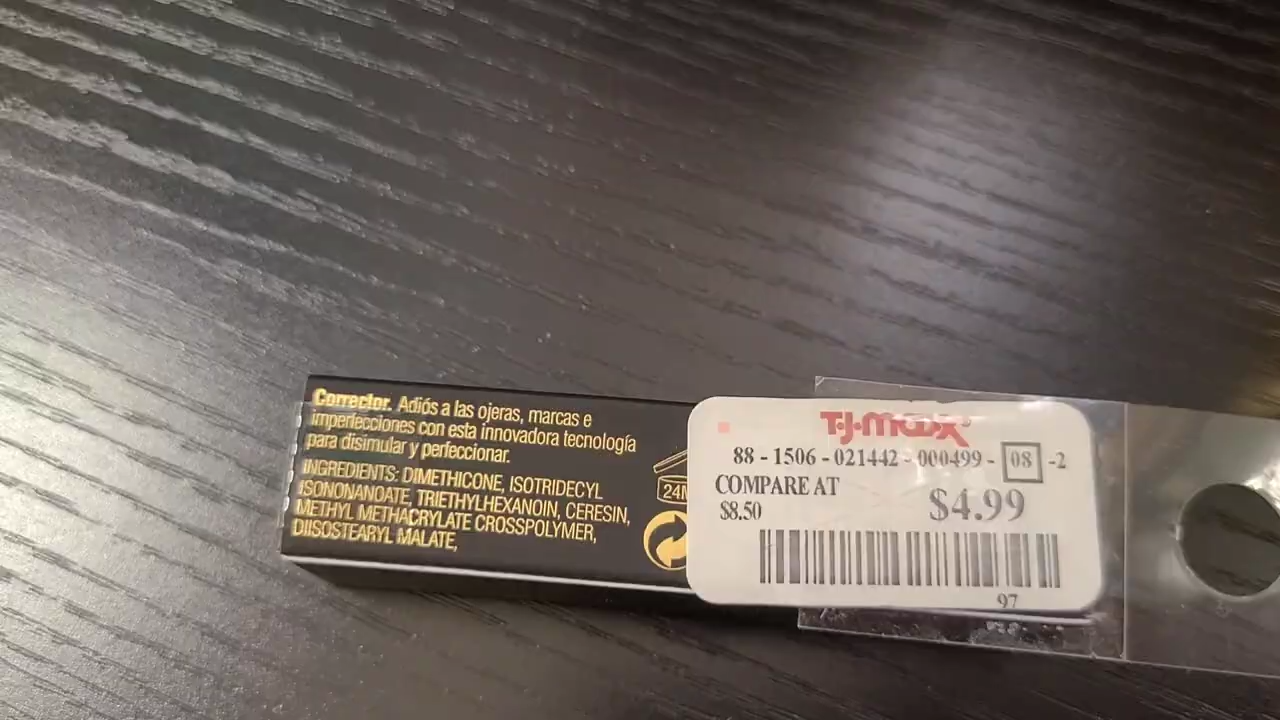 Corrector. Adiós a las ojeras, marcas e
imperfecciones con esta innovadora tecnología
para disimular y perfeccionar.
INGREDIENTS: DIMETHICONE, ISOTRIDECYL
ISONONANOATE, TRIETHYLHEXANOIN, CERESIN,
METHYL METHACRYLATE CROSSPOLYMER,
DIISOSTEARYL MALATE,
24M
T·J·maxx®
88 - 1506 - 021442 - 000499 - 08 -2
COMPARE AT
$8.50
$4.99
97